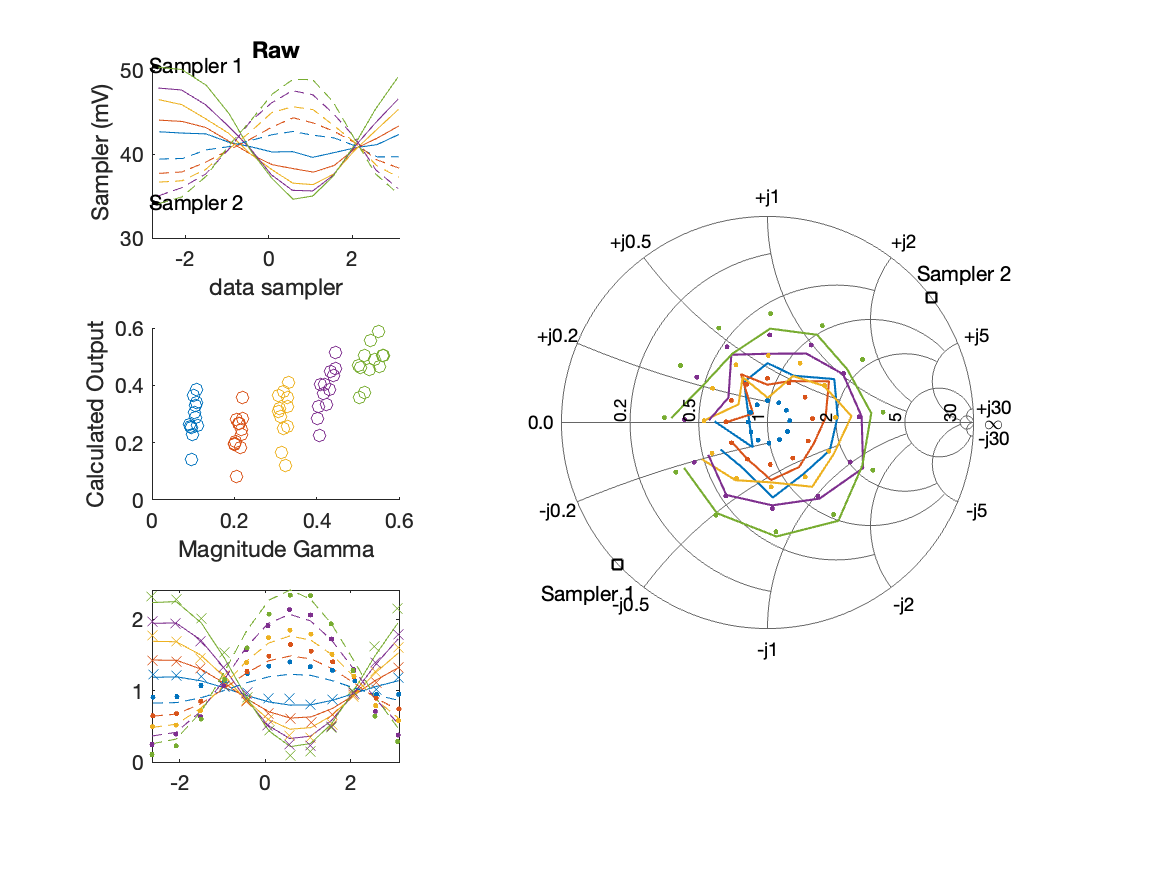 Raw
Sampler 1
Sampler 2
Sampler (mV)
50
40
30
-2
0
2
data sampler
Calculated Output
0.6
0.4
0.2
0
0
0.2
0.4
0.6
Magnitude Gamma
2
1
0
-2
0
2
+j1
+j0.5
+j2
Sampler 2
+j0.2
+j5
0.0
0.2
0.5
1
2
5
30
+j30
∞
-j30
-j0.2
-j5
Sampler 1
-j0.5
-j2
-j1